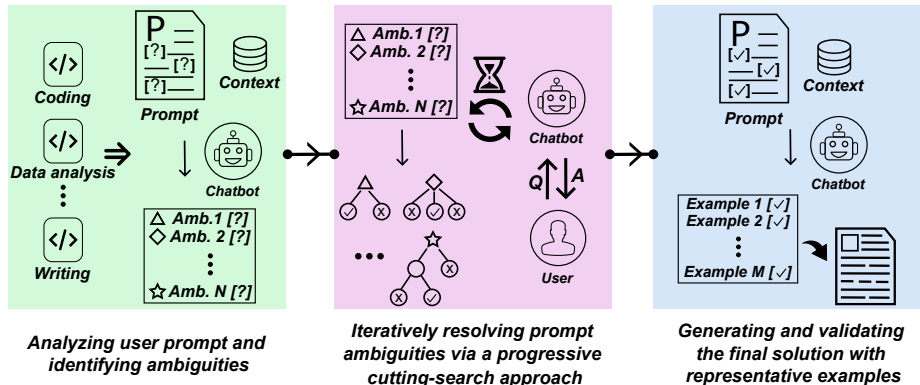 Coding
Data analysis
Writing
P
[?]
[?]
[?]
Prompt
Context
Chatbot
Amb.1 [?]
Amb. 2 [?]
Amb. N [?]
Analyzing user prompt and
identifying ambiguities
Amb.1 [?]
Amb. 2 [?]
Amb. N [?]
Chatbot
Q
A
User
Iteratively resolving prompt
ambiguities via a progressive
cutting-search approach
P
[✓]
[✓]
[✓]
Prompt
Context
Chatbot
Example 1 [✓]
Example 2 [✓]
Example M [✓]
Generating and validating
the final solution with
representative examples